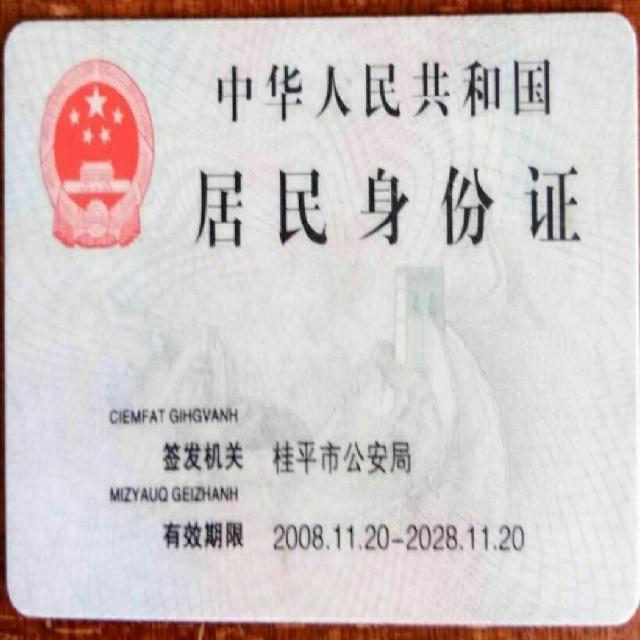 中华人民共和国
居民身份证
CIEMFAT GIHGVANH
签发机关 桂平市公安局
MIZYAUQ GEIZHANH
有效期限 2008.11.20-2028.11.20